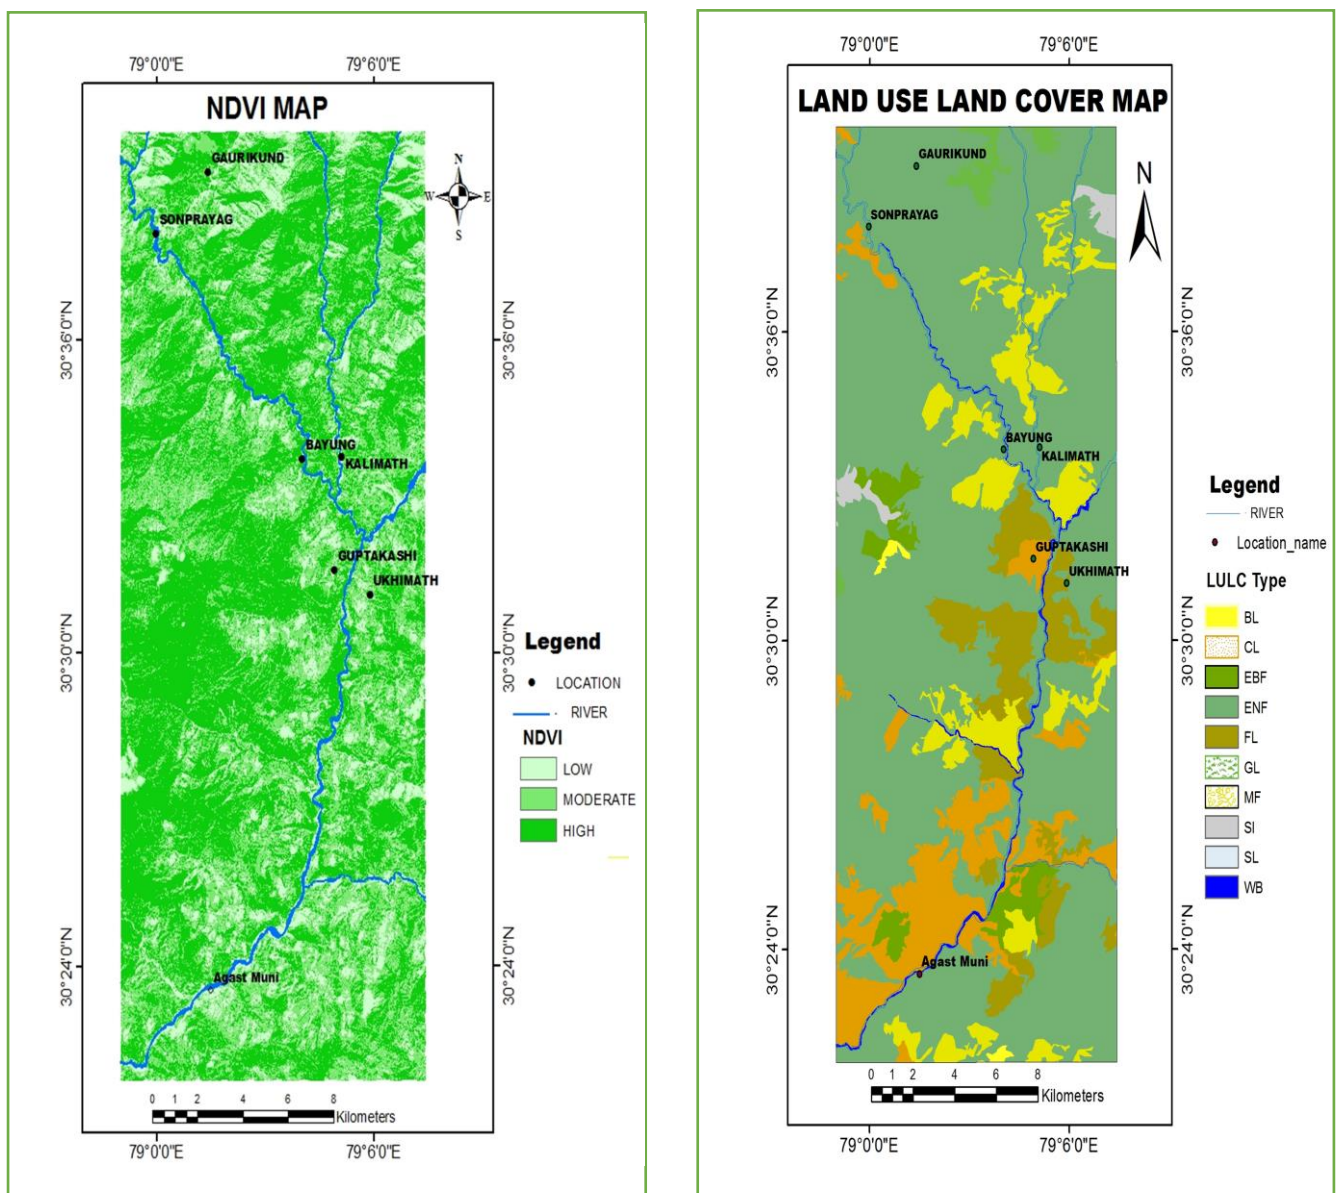 79°0'0"E 79°6'0"E
NDVI MAP
GAURIKUND
N
W E
S
SONPRAYAG
30°36'0"N 30°36'0"N
BAYUNG
KALIMATH
GUPTAKASHI
UKHIMATH
30°30'0"N 30°30'0"N
Legend
LOCATION
RIVER
NDVI
LOW
MODERATE
HIGH
30°24'0"N 30°24'0"N
Agast Muni
0 1 2 4 6 8
Kilometers
79°0'0"E 79°6'0"E
79°0'0"E 79°6'0"E
LAND USE LAND COVER MAP
GAURIKUND
N
SONPRAYAG
30°36'0"N 30°36'0"N
BAYUNG
KALIMATH
GUPTAKASHI
UKHIMATH
30°30'0"N 30°30'0"N
Legend
RIVER
Location_name
LULC Type
BL
CL
EBF
ENF
FL
GL
MF
SI
SL
WB
30°24'0"N 30°24'0"N
Agast Muni
0 1 2 4 6 8
Kilometers
79°0'0"E 79°6'0"E